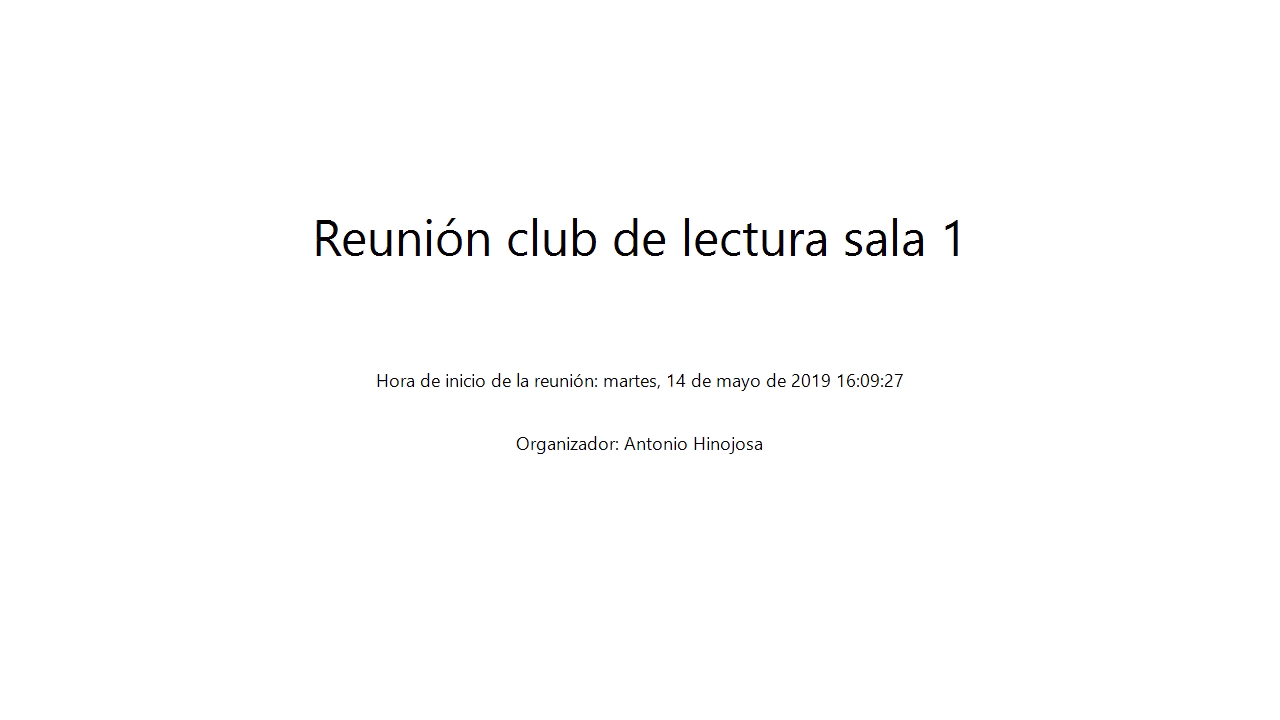 Reunión club de lectura sala 1
Hora de inicio de la reunión: martes, 14 de mayo de 2019 16:09:27
Organizador: Antonio Hinojosa